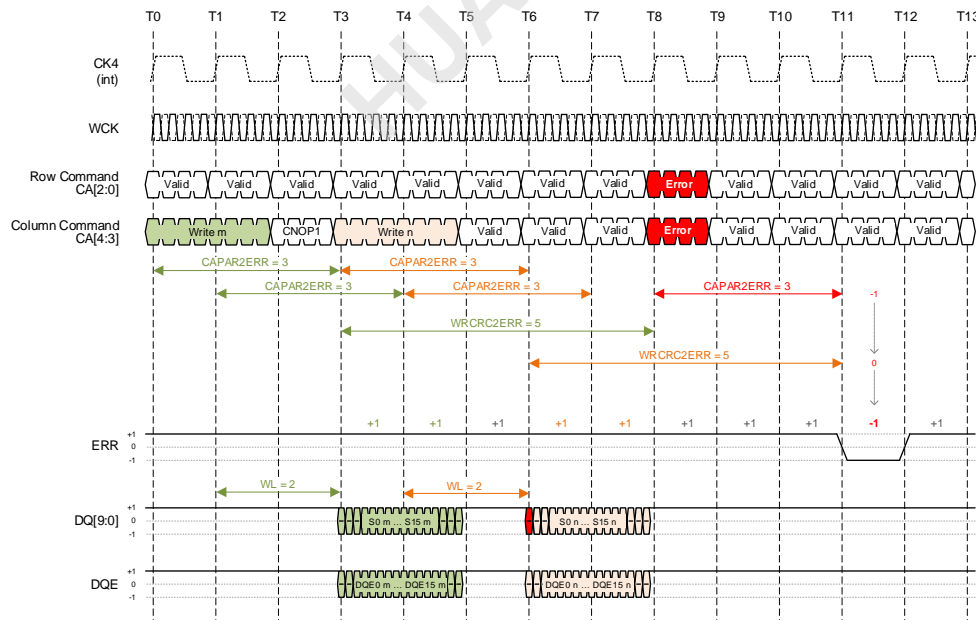 T0 T1 T2 T3 T4 T5 T6 T7 T8 T9 T10 T11 T12 T13
CK4
(int)
WCK
Row Command
CA[2:0]
Valid Valid Valid Valid Valid Valid Valid Valid Error Valid Valid Valid Valid
Column Command
CA[4:3]
Write m CNOP1 Write n Valid Valid Valid Error Valid Valid Valid Valid
CAPAR2ERR = 3 CAPAR2ERR = 3
CAPAR2ERR = 3 CAPAR2ERR = 3 CAPAR2ERR = 3 -1
WRCRC2ERR = 5
WRCRC2ERR = 5 0
+1 +1 +1 +1 +1 +1 +1 +1 -1 +1
ERR
+1
0
-1
WL = 2 WL = 2
DQ[9:0]
+1
0
-1
S0 m ... S15 m S0 n ... S15 n
DQE
+1
0
-1
DQE0 m ... DQE15 m DQE0 n ... DQE15 n
HUA